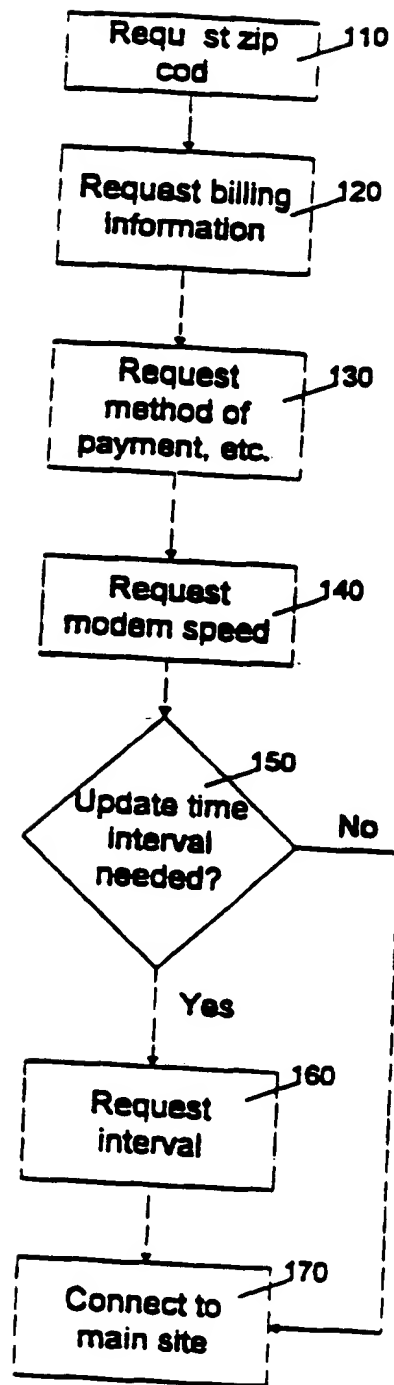 Requ st zip
cod
110
Request billing
information
120
Request
method of
payment, etc.
130
Request
modem speed
140
Update time
interval
needed?
150
No
Yes
Request
interval
160
Connect to
main site
170